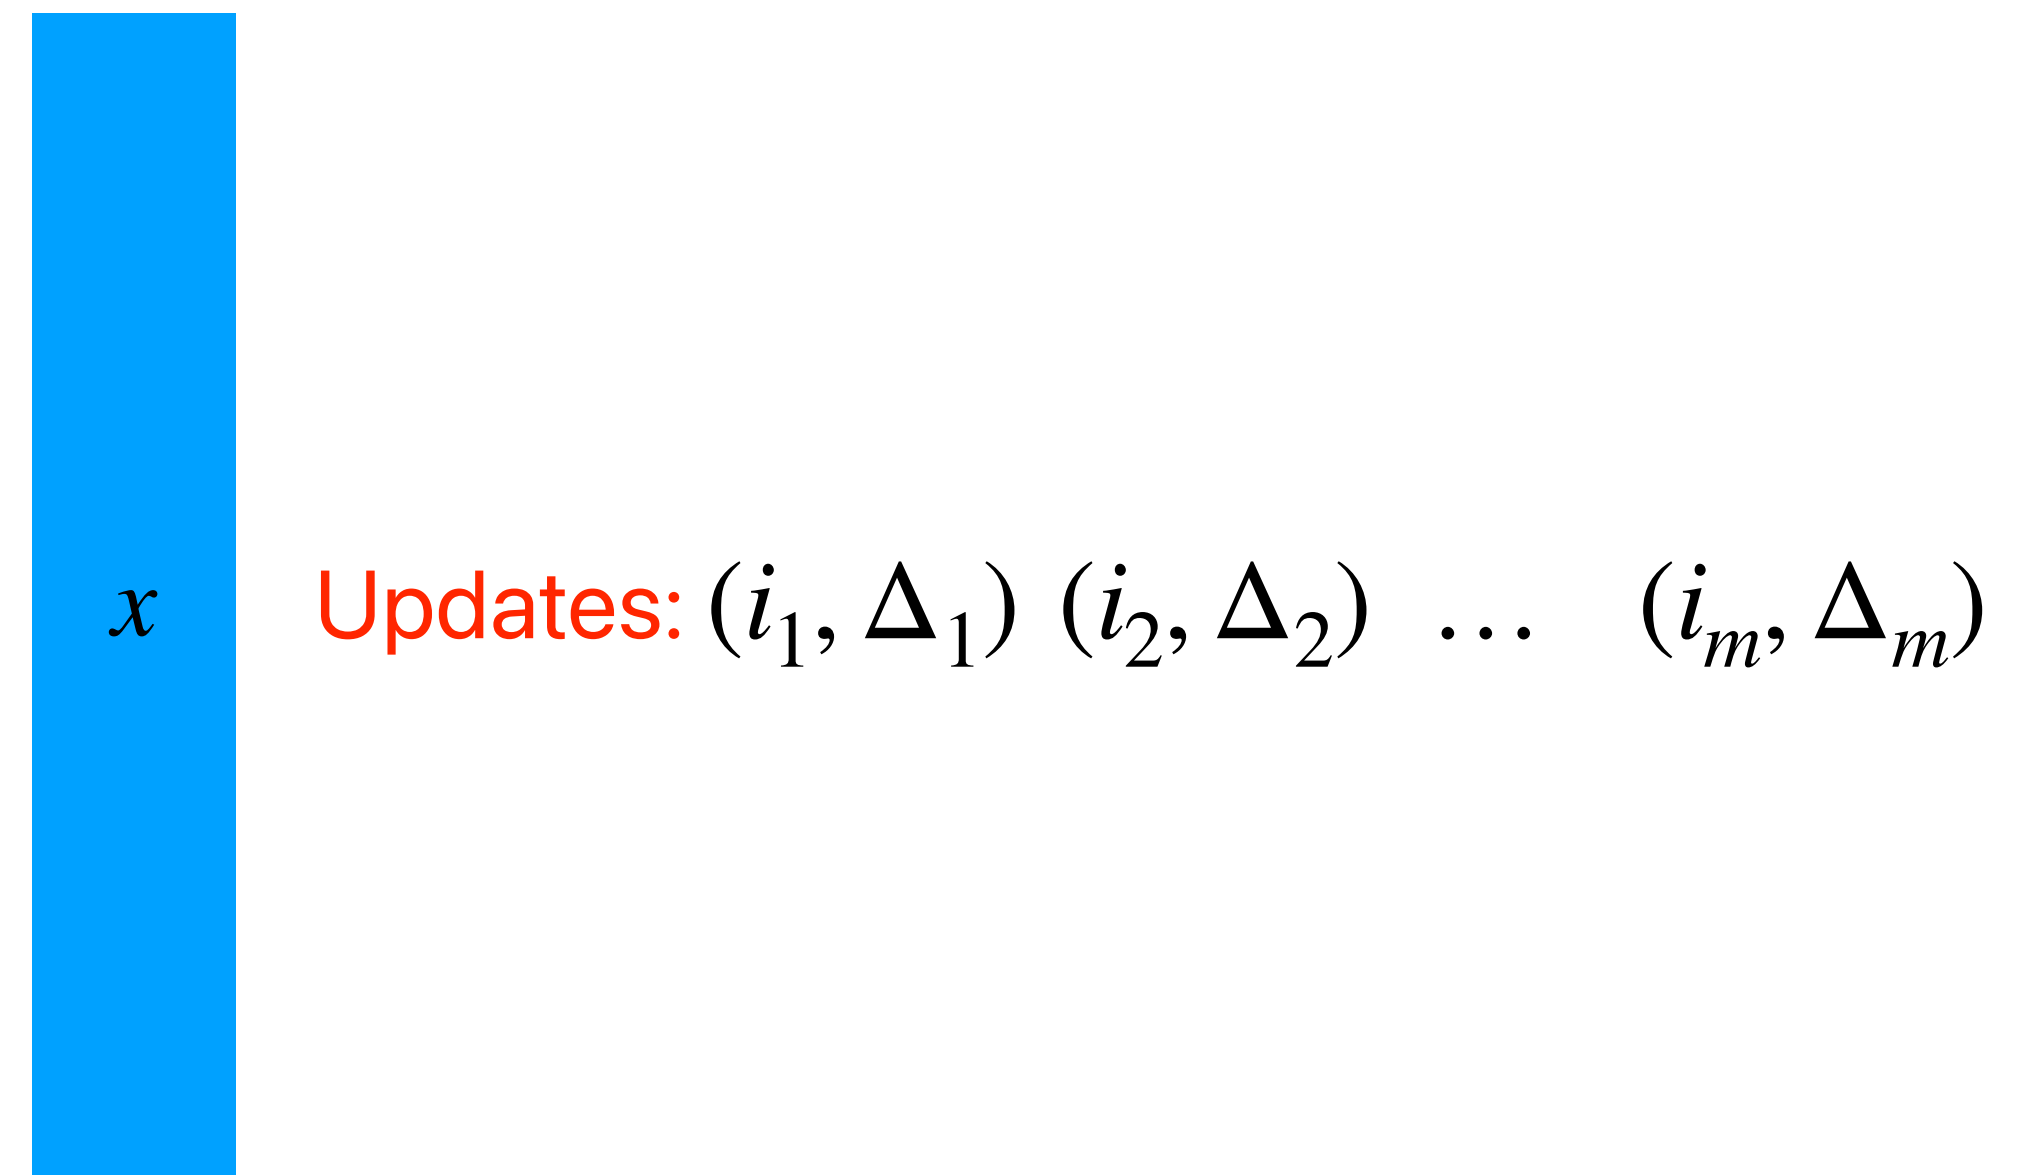 x
Updates: (i₁, Δ₁) (i₂, Δ₂) … (iₘ, Δₘ)